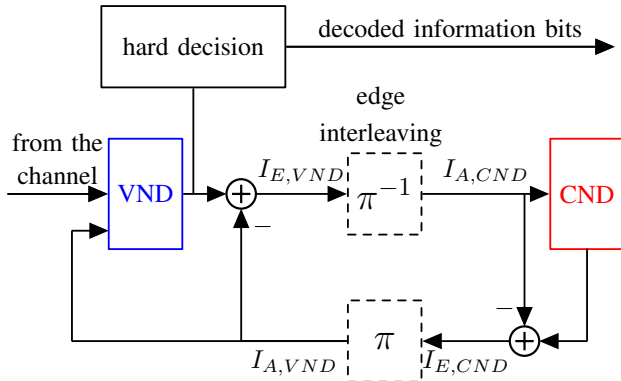 hard decision
decoded information bits
edge
interleaving
from the
channel
VND
I_{E,VND}
π^{-1}
I_{A,CND}
CND
−
−
π
I_{A,VND}
I_{E,CND}